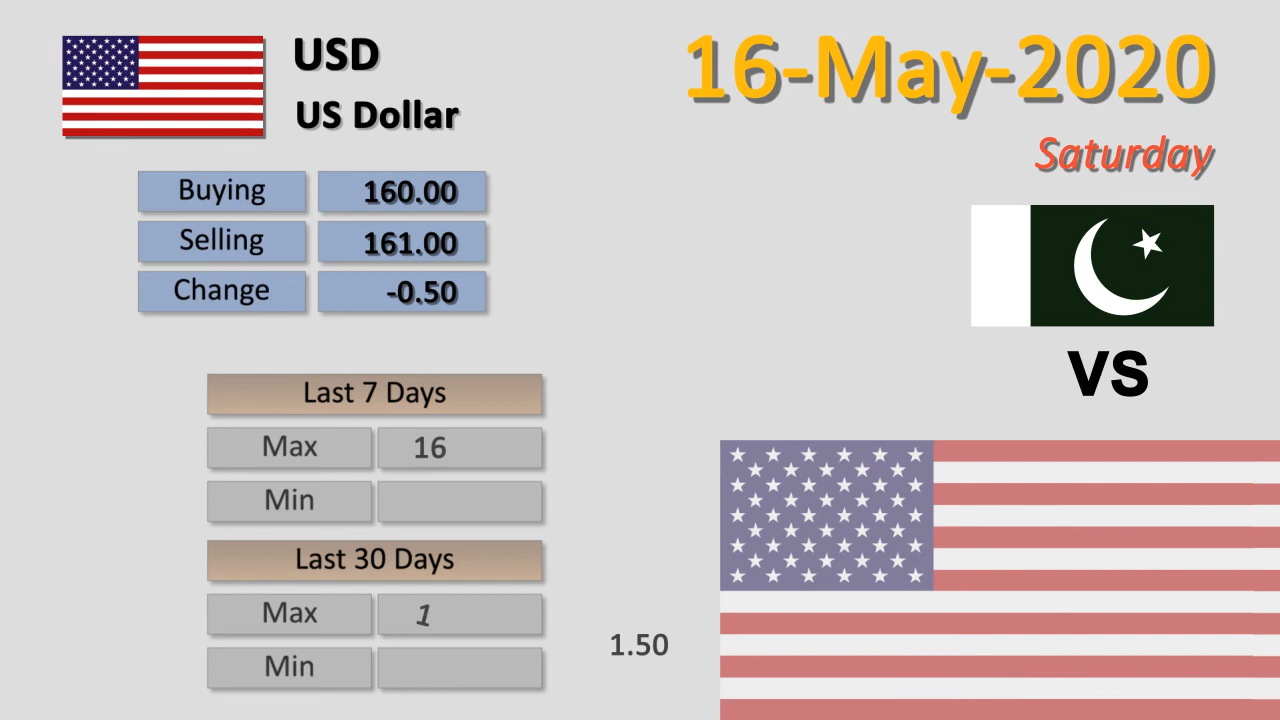 USD
US Dollar
16-May-2020
Saturday
Buying 160.00
Selling 161.00
Change -0.50
VS
Last 7 Days
Max 16
Min
Last 30 Days
Max 1
1.50
Min